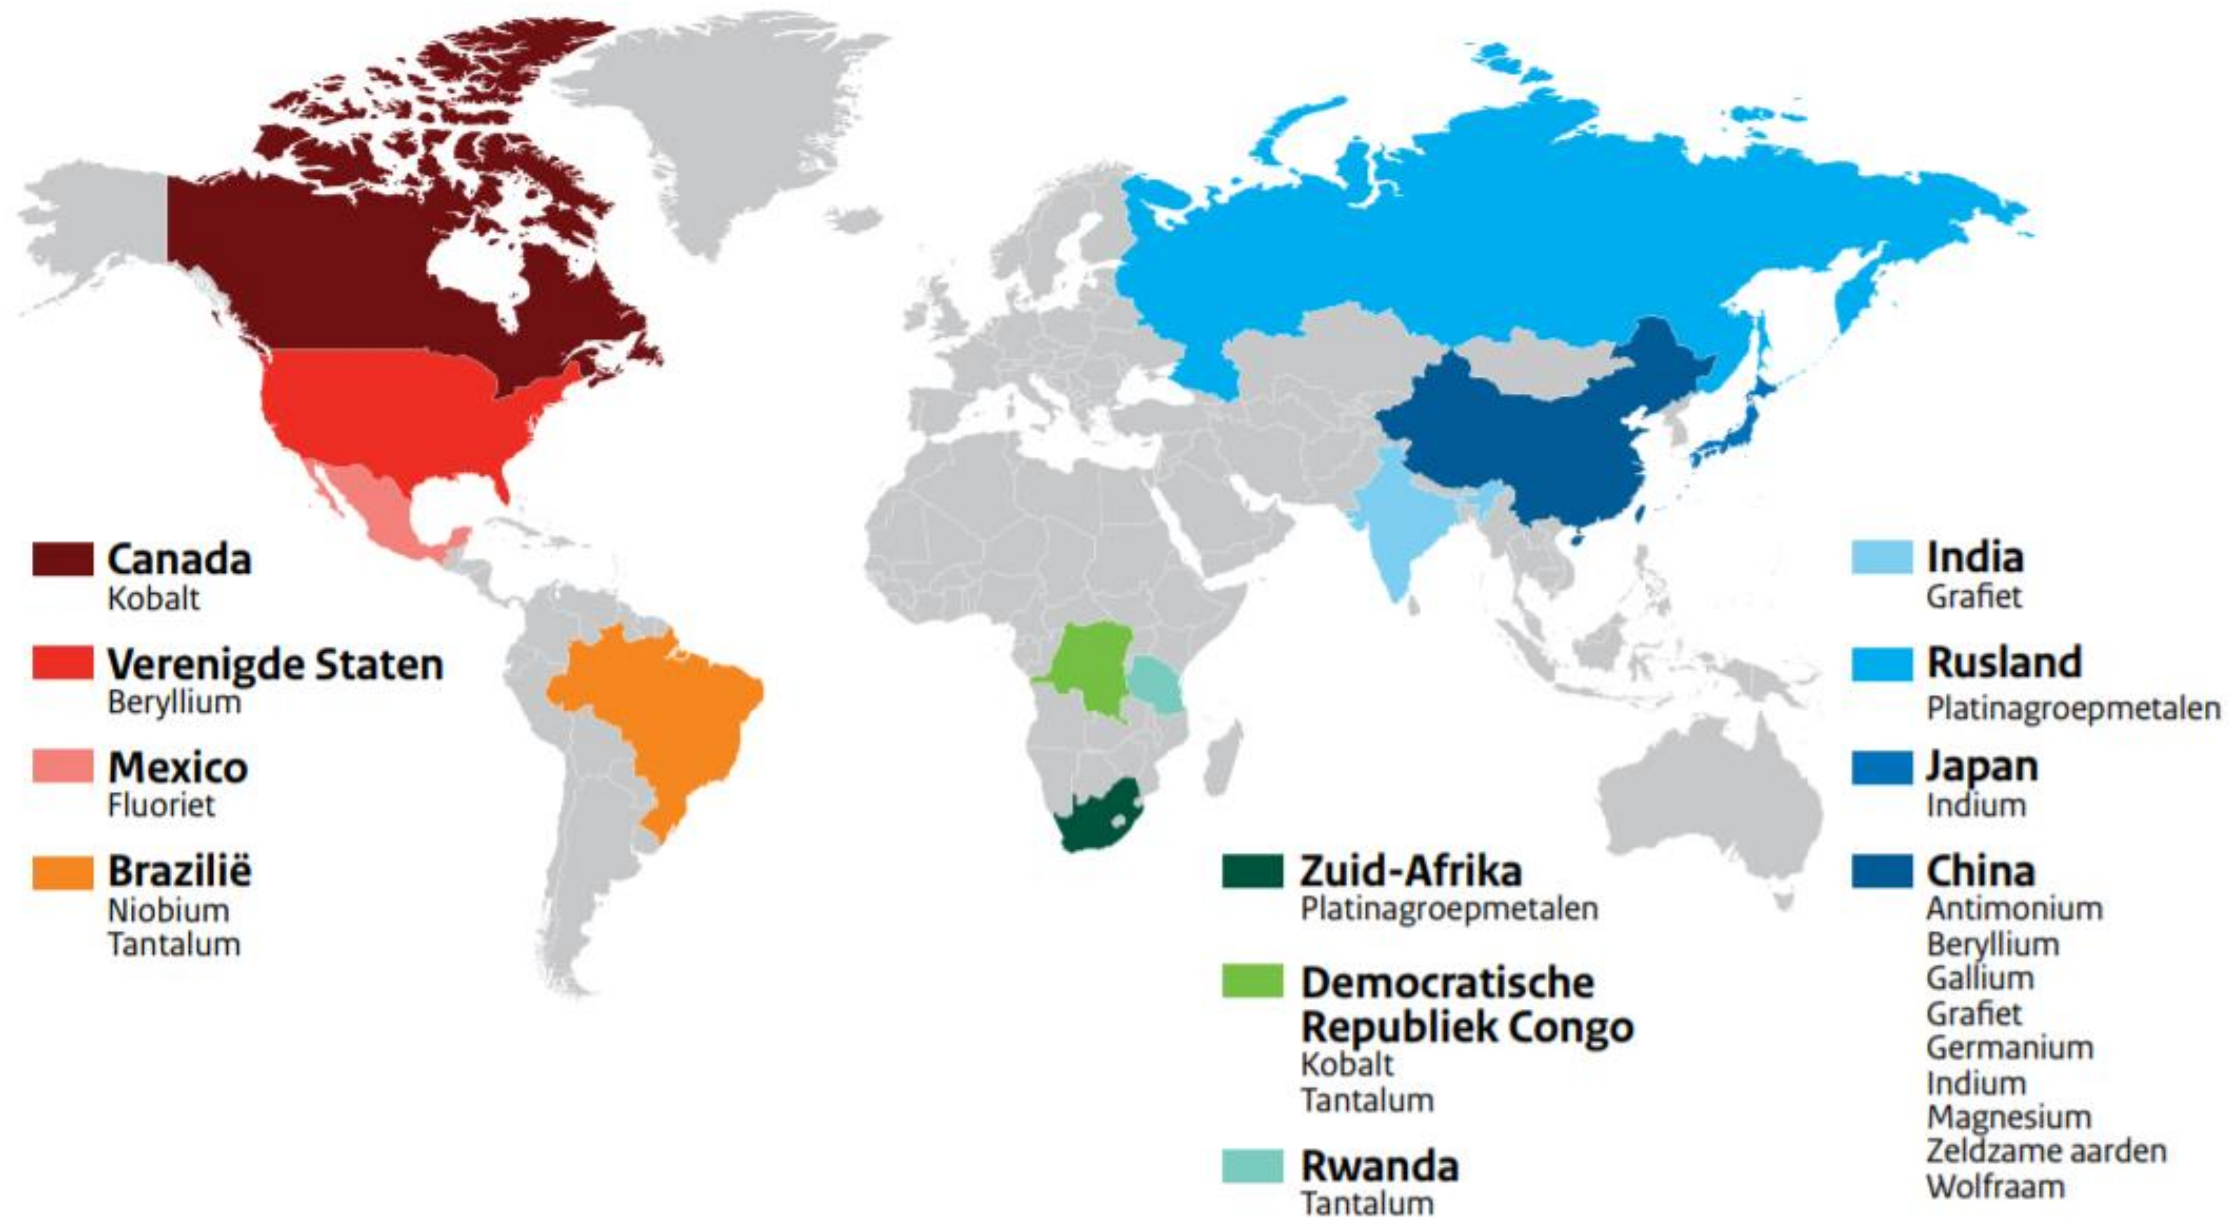 Canada
Kobalt
Verenigde Staten
Beryllium
Mexico
Fluoriet
Brazilië
Niobium
Tantalum
Zuid-Afrika
Platinagroepmetalen
Democratische
Republiek Congo
Kobalt
Tantalum
Rwanda
Tantalum
India
Grafiet
Rusland
Platinagroepmetalen
Japan
Indium
China
Antimonium
Beryllium
Gallium
Grafiet
Germanium
Indium
Magnesium
Zeldzame aarden
Wolfraam